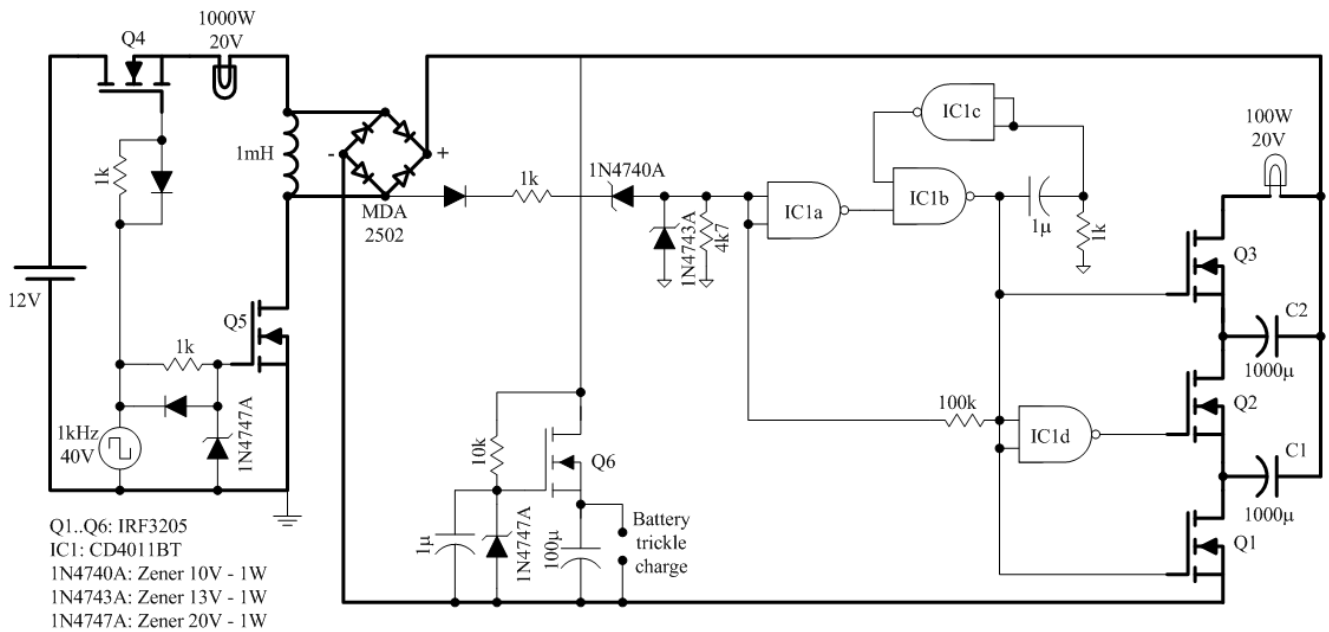 1000W
20V
Q4
1k
12V
1mH
-
+
MDA
2502
1k
1N4740A
1N4743A
4k7
IC1a
IC1b
IC1c
1µ
1k
100W
20V
Q3
C2
1000µ
Q2
C1
1000µ
Q1
100k
IC1d
Q5
1k
1kHz
40V
1N4747A
10k
Q6
1µ
1N4747A
100µ
Battery
trickle
charge
Q1..Q6: IRF3205
IC1: CD4011BT
1N4740A: Zener 10V - 1W
1N4743A: Zener 13V - 1W
1N4747A: Zener 20V - 1W